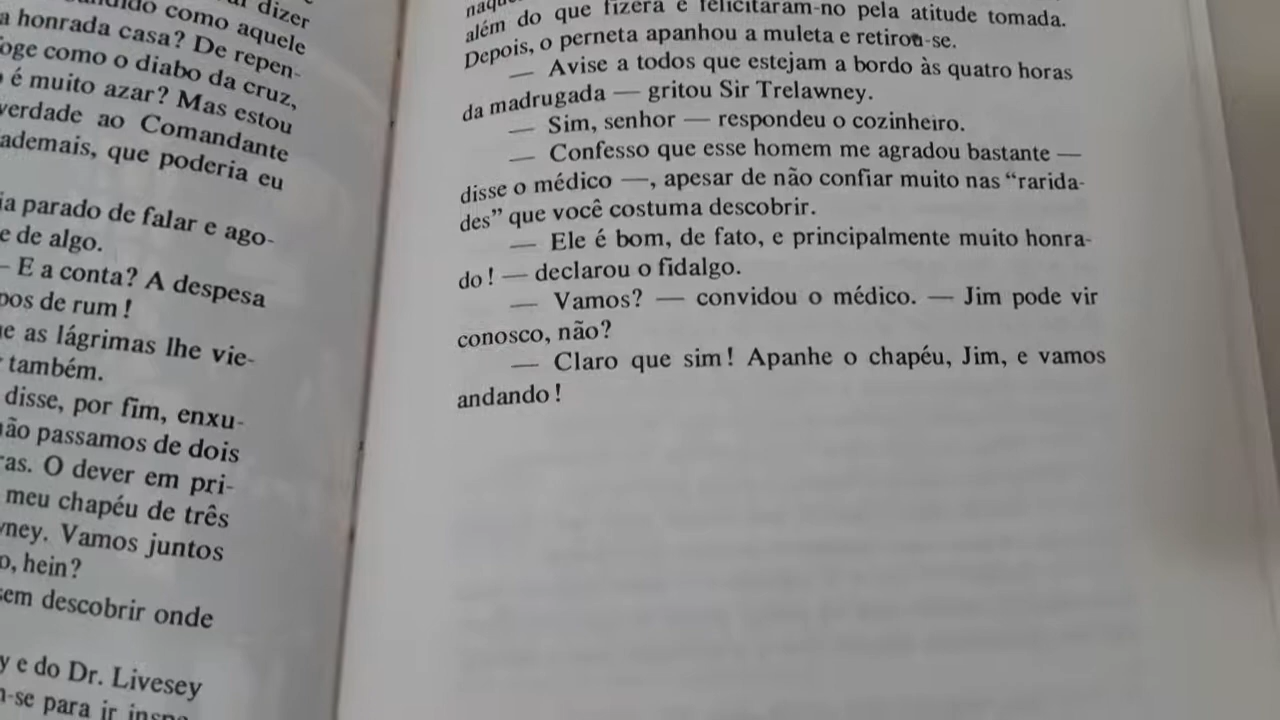 dizer
como aquele
a honrada casa? De repen-
oge como o diabo da cruz,
é muito azar? Mas estou
verdade ao Comandante
ademais, que poderia eu
ia parado de falar e ago-
e de algo.
– E a conta? A despesa
pos de rum!
ue as lágrimas lhe vie-
também.
disse, por fim, enxu-
não passamos de dois
ras. O dever em pri-
meu chapéu de três
wney. Vamos juntos
o, hein?
sem descobrir onde
y e do Dr. Livesey
m-se para ir
além do que fizera e felicitaram-no pela atitude tomada.
Depois, o perneta apanhou a muleta e retirou-se.
— Avise a todos que estejam a bordo às quatro horas
da madrugada — gritou Sir Trelawney.
— Sim, senhor — respondeu o cozinheiro.
— Confesso que esse homem me agradou bastante —
disse o médico —, apesar de não confiar muito nas “rarida-
des” que você costuma descobrir.
— Ele é bom, de fato, e principalmente muito honra-
do! — declarou o fidalgo.
— Vamos? — convidou o médico. — Jim pode vir
conosco, não?
— Claro que sim! Apanhe o chapéu, Jim, e vamos
andando!